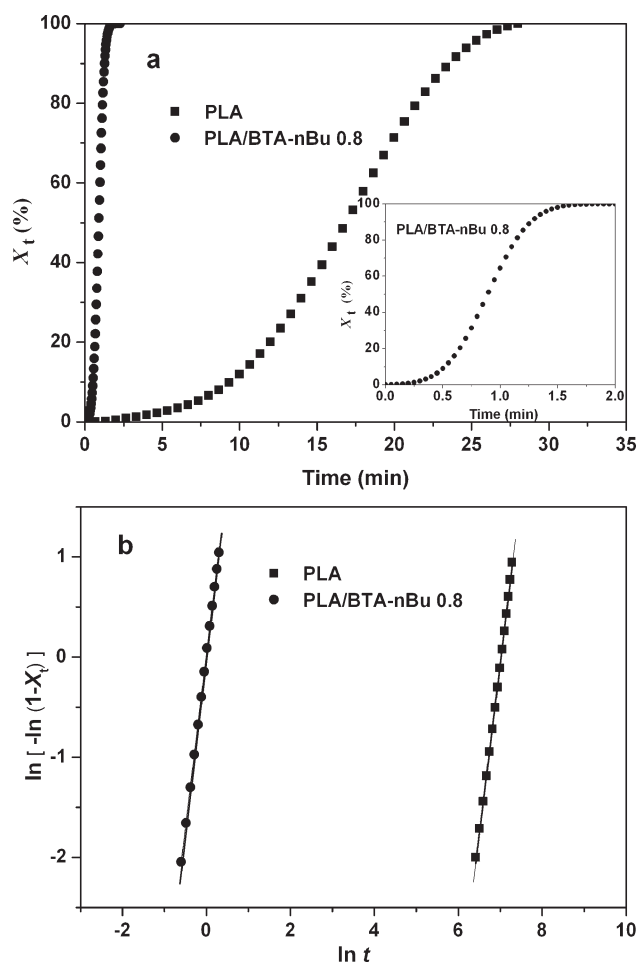 100
80
60
40
20
0
X t (%)
a
PLA
PLA/BTA-nBu 0.8
100
80
60
40
20
0
X t (%)
PLA/BTA-nBu 0.8
0.0 0.5 1.0 1.5 2.0
Time (min)
0 5 10 15 20 25 30 35
Time (min)
b
PLA
PLA/BTA-nBu 0.8
1
0
-1
-2
ln [ -ln (1-Xt) ]
-2 0 2 4 6 8 10
ln t